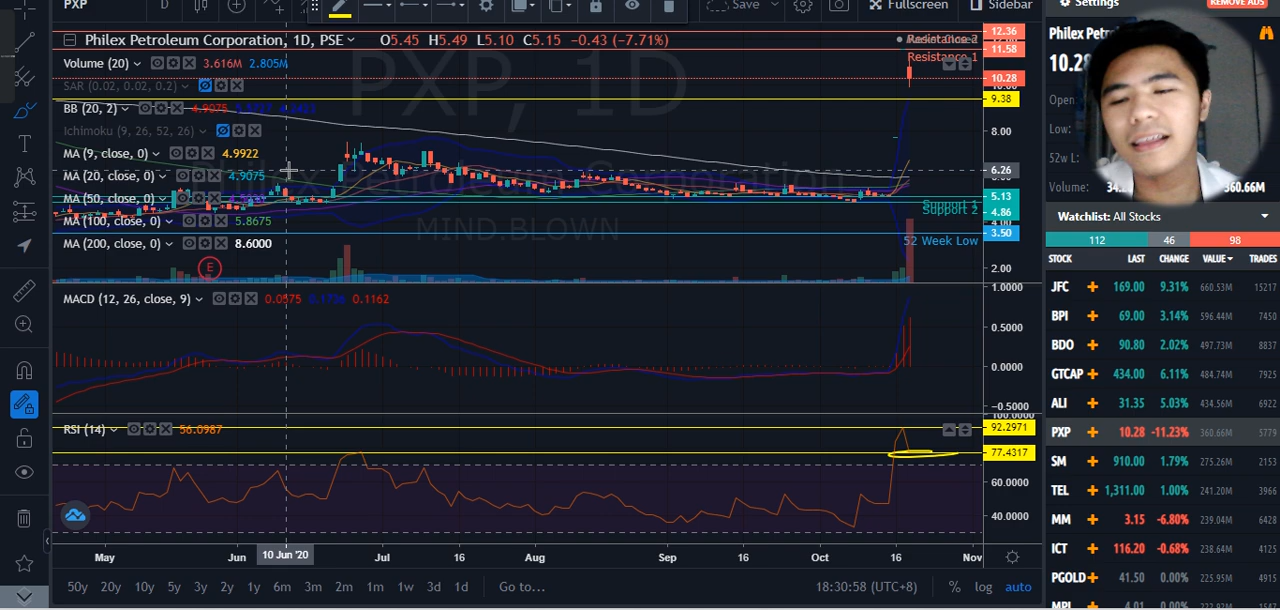 PXP D Save Fullscreen Sidebar Settings REMOVE ADS
Philex Petroleum Corporation, 1D, PSE O5.45 H5.49 L5.10 C5.15 -0.43 (-7.71%)
Volume (20) 3.616M 2.805M
SAR (0.02, 0.02, 0.2)
BB (20, 2) 4.9075
Ichimoku (9, 26, 52, 26)
MA (9, close, 0) 4.9922
MA (20, close, 0) 4.9075
MA (50, close, 0)
MA (100, close, 0) 5.8675
MA (200, close, 0) 8.6000
PXP, 1D
MIND.BLOWN
Resistance 2
Resistance 1
Support 1
Support 2
52 Week Low
E
12.36
11.58
10.28
9.38
8.00
6.26
5.13
4.86
3.50
2.00
MACD (12, 26, close, 9) 0.0575 0.1736 0.1162
1.0000
0.5000
0.0000
-0.5000
RSI (14) 56.0987
92.2971
77.4317
60.0000
40.0000
May Jun 10 Jun '20 Jul 16 Aug Sep 16 Oct 16 Nov
50y 20y 10y 5y 3y 2y 1y 6m 3m 2m 1m 1w 3d 1d Go to... 18:30:58 (UTC+8) % log auto
Philex Pet
10.28
Open:
Low:
52w L:
Volume: 360.66M
Watchlist: All Stocks
112 46 98
STOCK LAST CHANGE VALUE TRADES
JFC 169.00 9.31% 660.53M 15217
BPI 69.00 3.14% 596.44M 7450
BDO 90.80 2.02% 497.73M 8837
GTCAP 434.00 6.11% 484.74M 7925
ALI 31.35 5.03% 434.56M 6922
PXP 10.28 -11.23% 360.66M 5779
SM 910.00 1.79% 275.26M 2153
TEL 1,311.00 1.00% 241.20M 3966
MM 3.15 -6.80% 239.04M 6428
ICT 116.20 -0.68% 238.64M 4125
PGOLD 41.50 0.00% 225.95M 4915